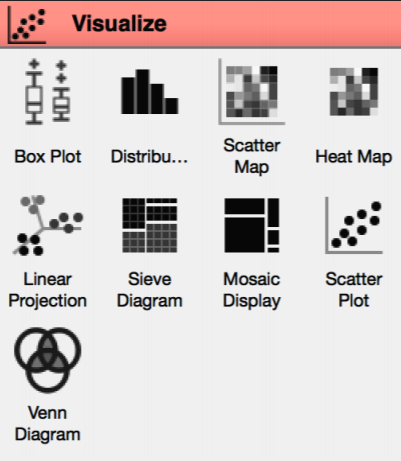 Visualize
Box Plot
Distribu...
Scatter
Map
Heat Map
Linear
Projection
Sieve
Diagram
Mosaic
Display
Scatter
Plot
Venn
Diagram